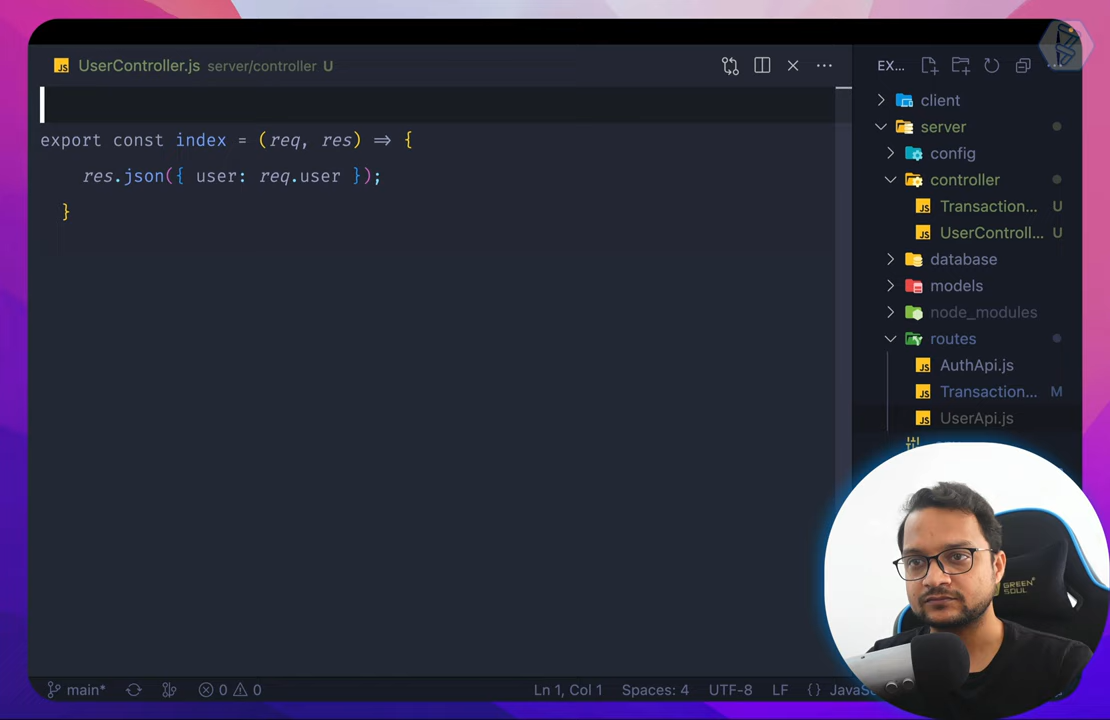 UserController.js server/controller U
EX...
export const index = (req, res) => {
res.json({ user: req.user });
}
client
server
config
controller
Transaction... U
UserControll... U
database
models
node_modules
routes
AuthApi.js
Transaction... M
UserApi.js
GREEN
SOUL
main*
0
0
Ln 1, Col 1
Spaces: 4
UTF-8
LF
{}